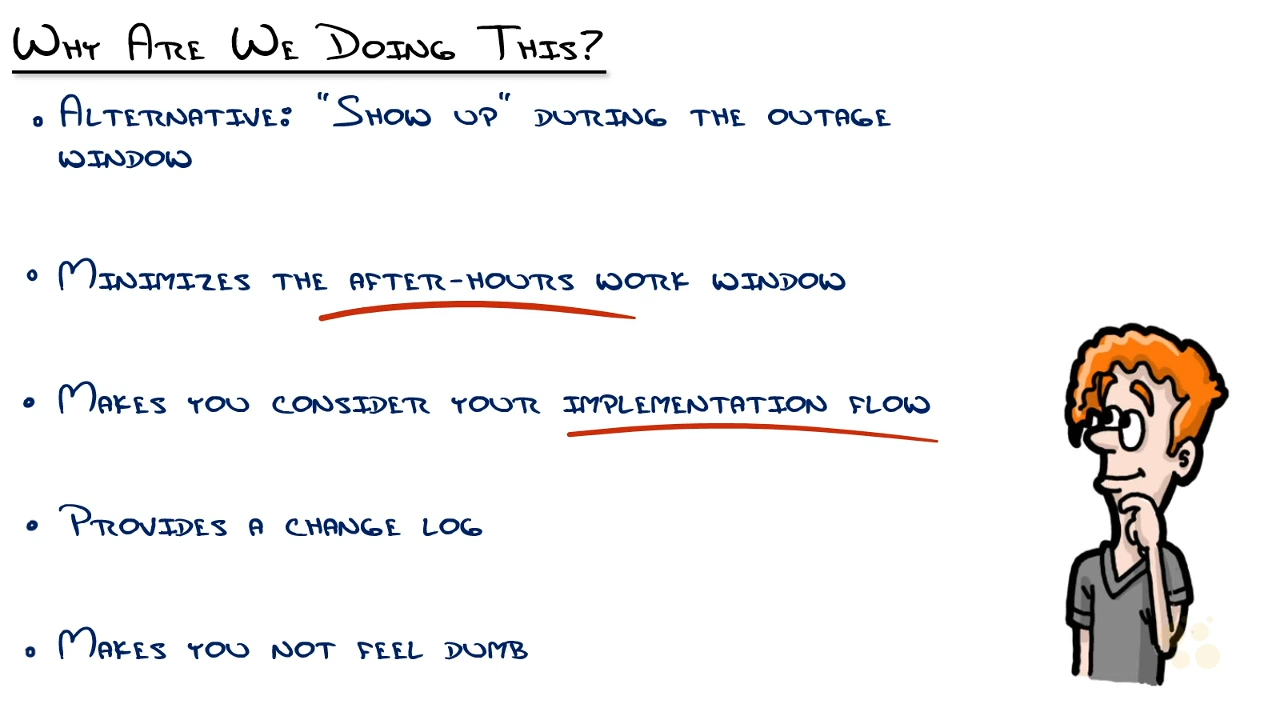 Why Are We Doing This?
• Alternative: "Show up" during the outage
window
• Minimizes the after-hours work window
• Makes you consider your implementation flow
• Provides a change log
• Makes you not feel dumb